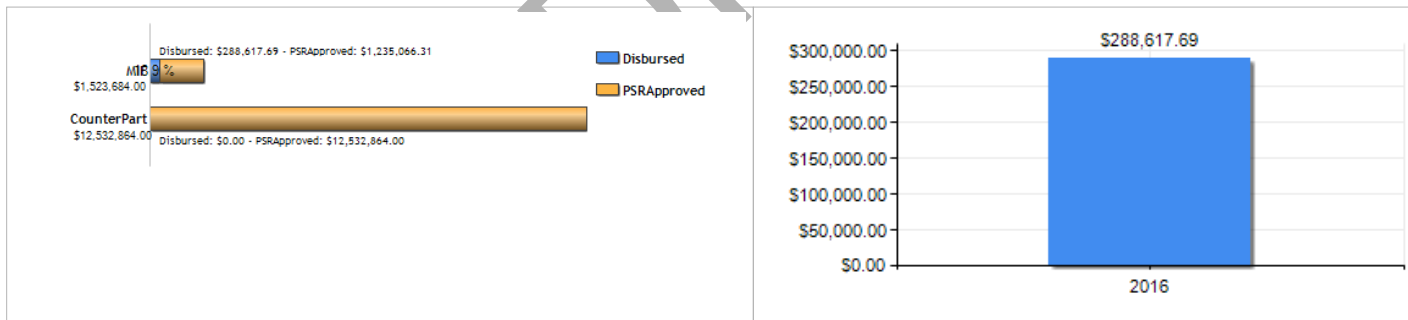 Disbursed: $288,617.69 - PSRApproved: $1,235,066.31
MIB
%
$1,523,684.00
CounterPart
$12,532,864.00
Disbursed: $0.00 - PSRApproved: $12,532,864.00
Disbursed
PSRApproved
$288,617.69
$300,000.00
$250,000.00
$200,000.00
$150,000.00
$100,000.00
$50,000.00
$0.00
2016